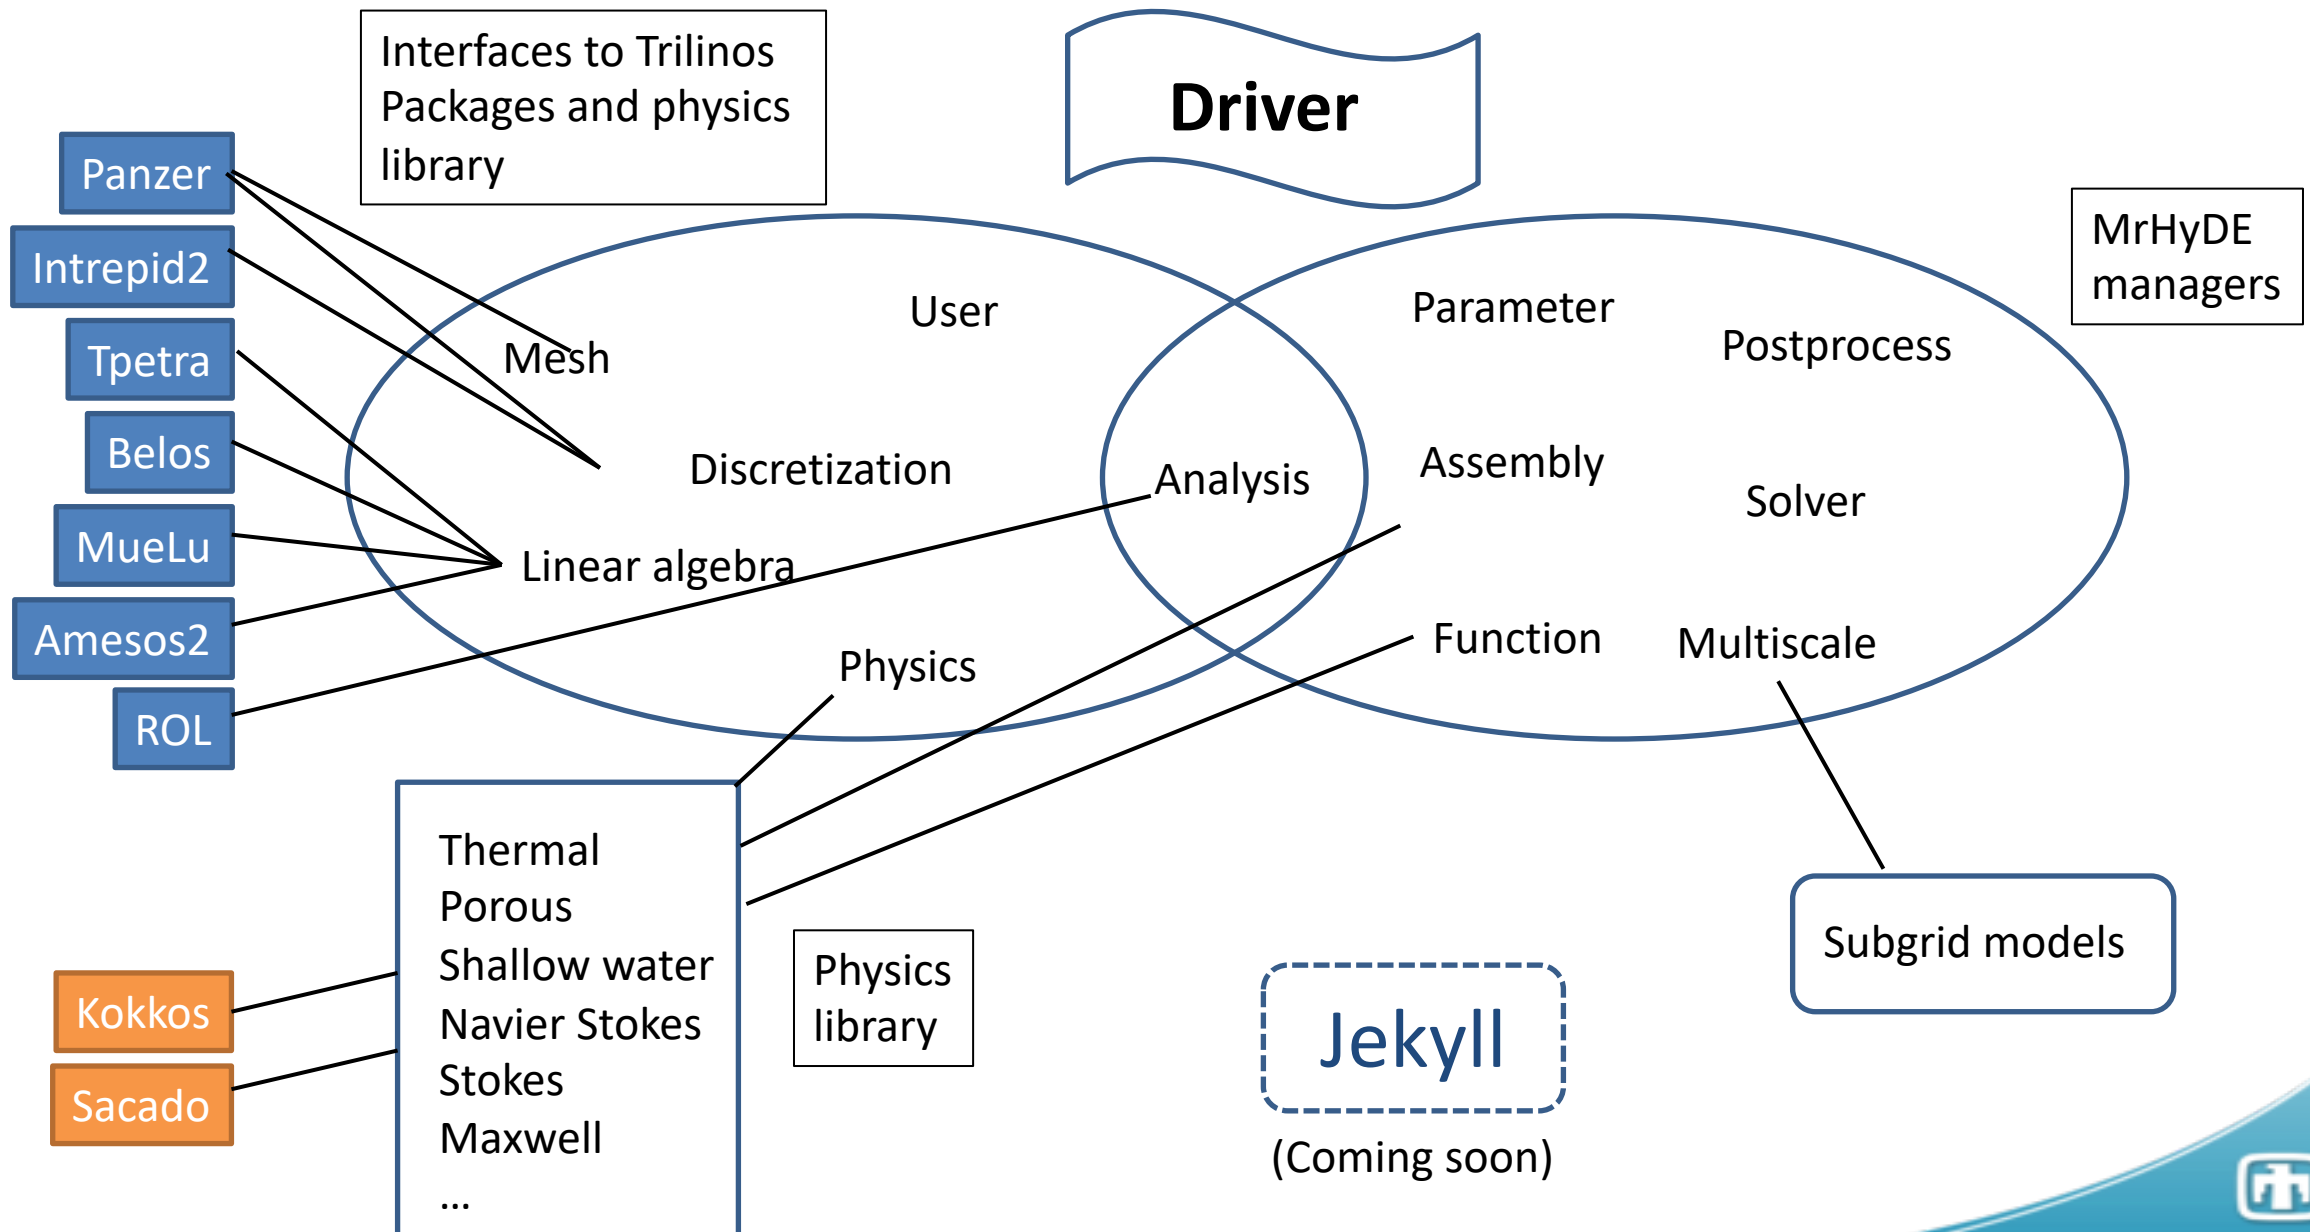 Interfaces to Trilinos
Packages and physics
library
Driver
MrHyDE
managers
Panzer
Intrepid2
Tpetra
Belos
MueLu
Amesos2
ROL
User
Mesh
Discretization
Linear algebra
Physics
Analysis
Parameter
Postprocess
Assembly
Solver
Function
Multiscale
Thermal
Porous
Shallow water
Navier Stokes
Stokes
Maxwell
...
Physics
library
Kokkos
Sacado
Jekyll
(Coming soon)
Subgrid models